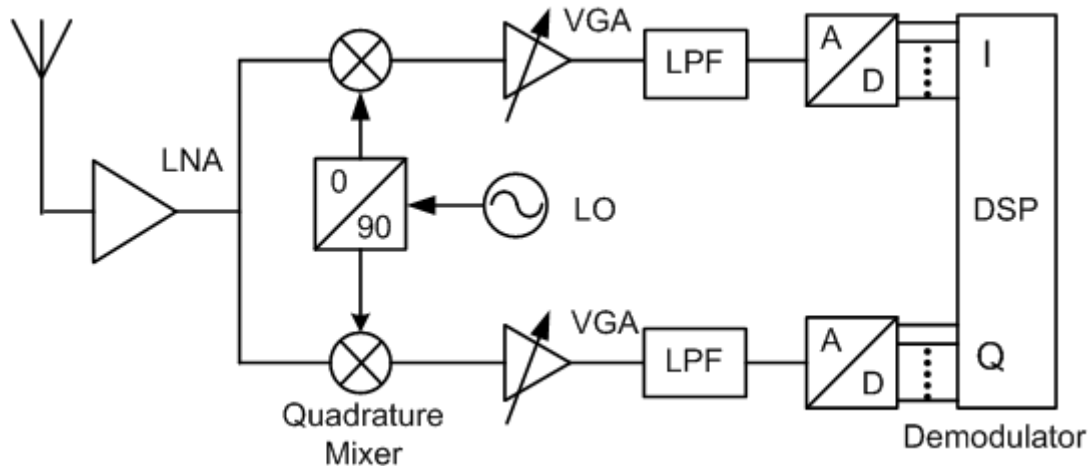 VGA
LPF
A
D
I
LNA
0
90
LO
DSP
VGA
LPF
A
D
Q
Quadrature
Mixer
Demodulator